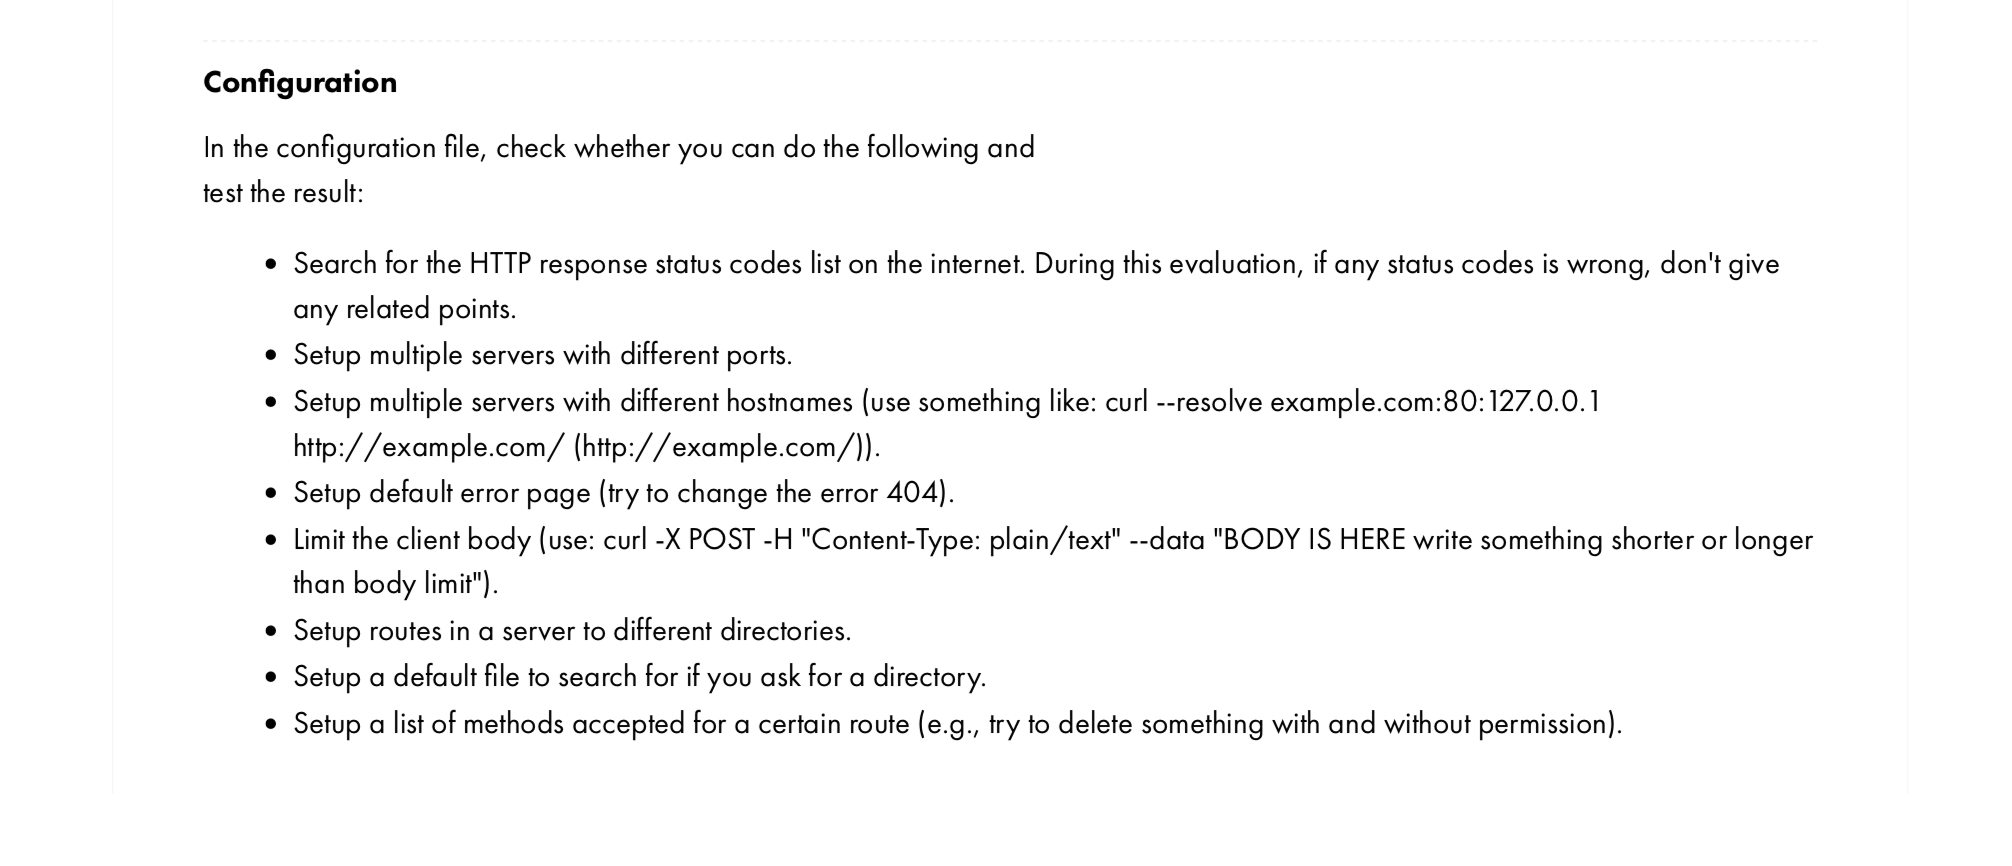 Configuration
In the configuration file, check whether you can do the following and
test the result:
• Search for the HTTP response status codes list on the internet. During this evaluation, if any status codes is wrong, don't give
any related points.
• Setup multiple servers with different ports.
• Setup multiple servers with different hostnames (use something like: curl --resolve example.com:80:127.0.0.1
http://example.com/ (http://example.com/)).
• Setup default error page (try to change the error 404).
• Limit the client body (use: curl -X POST -H "Content-Type: plain/text" --data "BODY IS HERE write something shorter or longer
than body limit").
• Setup routes in a server to different directories.
• Setup a default file to search for if you ask for a directory.
• Setup a list of methods accepted for a certain route (e.g., try to delete something with and without permission).